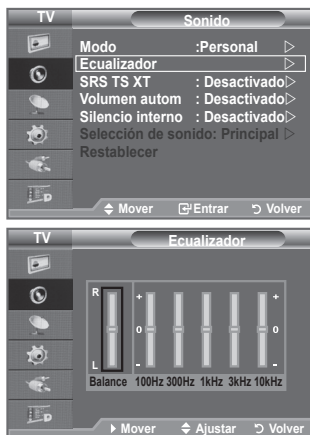 TV
Sonido
Modo :Personal
Ecualizador
SRS TS XT : Desactivado
Volumen autom : Desactivado
Silencio interno : Desactivado
Selección de sonido: Principal
Restablecer
Mover Entrar Volver
TV
Ecualizador
R + +
0 0
L - -
Balance 100Hz 300Hz 1kHz 3kHz 10kHz
Mover Ajustar Volver